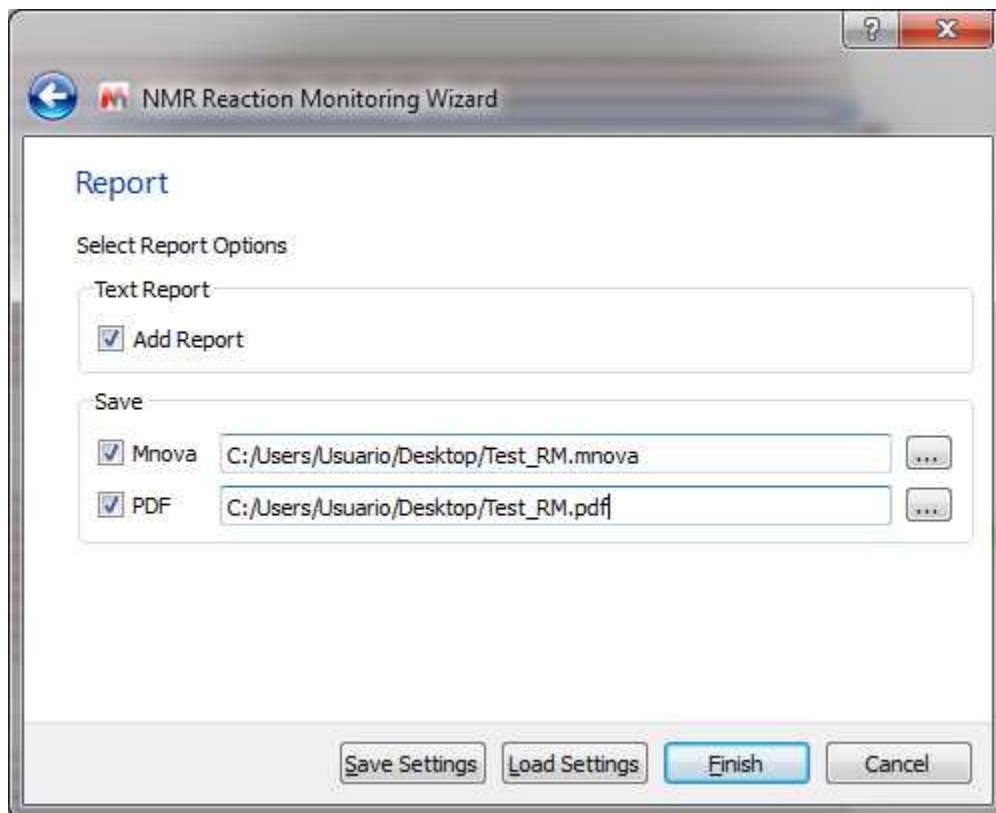 ?
X
NMR Reaction Monitoring Wizard
Report
Select Report Options
Text Report
Add Report
Save
Mnova C:/Users/Usuario/Desktop/Test_RM.mnova ...
PDF C:/Users/Usuario/Desktop/Test_RM.pdf ...
Save Settings Load Settings Finish Cancel